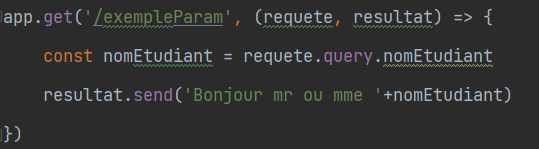 app.get('/exempleParam', (requete, resultat) => {
const nomEtudiant = requete.query.nomEtudiant
resultat.send('Bonjour mr ou mme '+nomEtudiant)
})